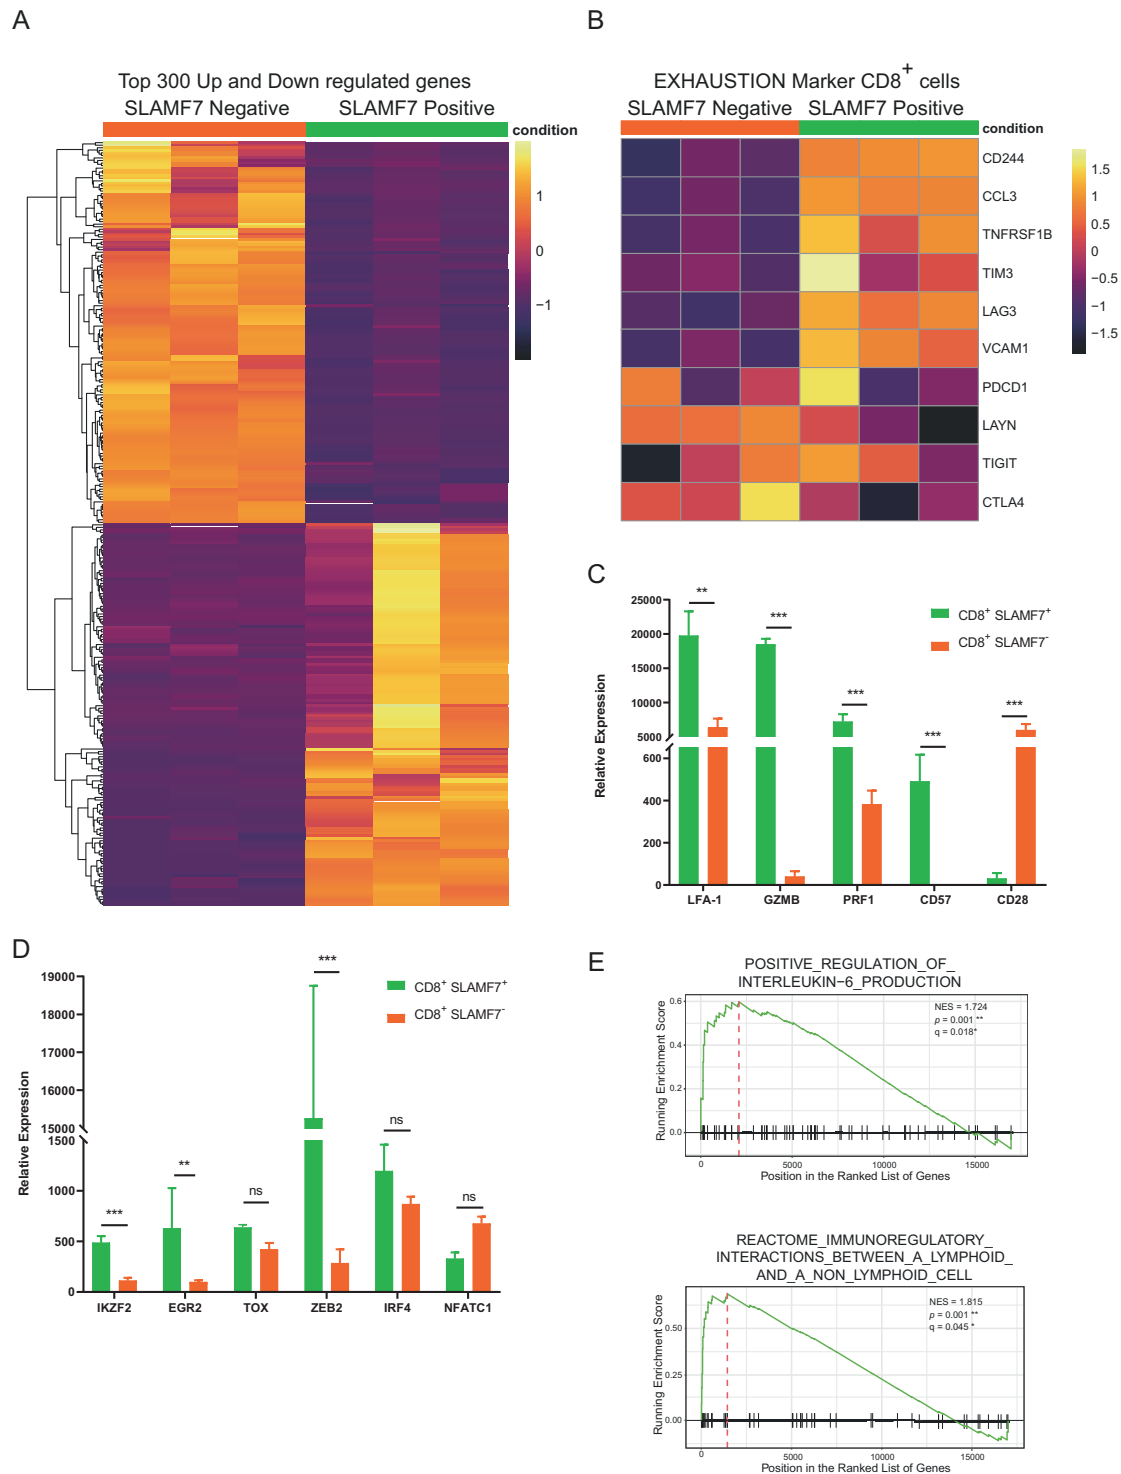 A
Top 300 Up and Down regulated genes
SLAMF7 Negative SLAMF7 Positive
condition
1
0
−1
B
EXHAUSTION Marker CD8+ cells
SLAMF7 Negative SLAMF7 Positive
condition
CD244
CCL3
TNFRSF1B
TIM3
LAG3
VCAM1
PDCD1
LAYN
TIGIT
CTLA4
1.5
1
0.5
0
−0.5
−1
−1.5
C
Relative Expression
25000
20000
15000
10000
5000
600
400
200
0
** *** *** *** ***
CD8+ SLAMF7+
CD8+ SLAMF7-
LFA-1 GZMB PRF1 CD57 CD28
D
Relative Expression
19000
18000
17000
16000
15000
1500
1000
500
0
*** ** ns *** ns ns
CD8+ SLAMF7+
CD8+ SLAMF7-
IKZF2 EGR2 TOX ZEB2 IRF4 NFATC1
E
POSITIVE_REGULATION_OF_
INTERLEUKIN−6_PRODUCTION
NES = 1.724
p = 0.001 **
q = 0.018*
Running Enrichment Score
0.6
0.4
0.2
0.0
0 5000 10000 15000
Position in the Ranked List of Genes
REACTOME_IMMUNOREGULATORY_
INTERACTIONS_BETWEEN_A_LYMPHOID_
AND_A_NON_LYMPHOID_CELL
NES = 1.815
p = 0.001 **
q = 0.045 *
Running Enrichment Score
0.50
0.25
0.00
0 5000 10000 15000
Position in the Ranked List of Genes